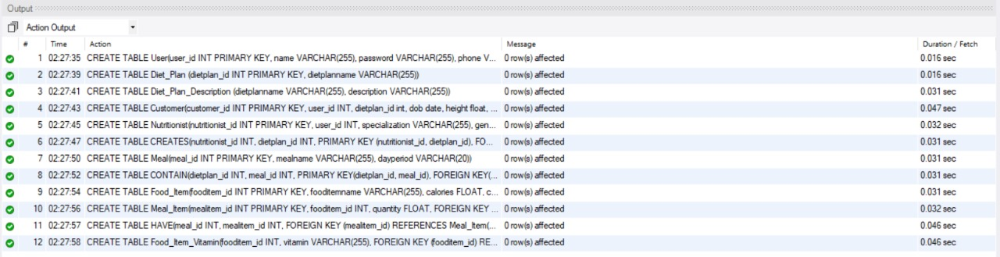 Output
Action Output
# Time Action Message Duration / Fetch
1 02:27:35 CREATE TABLE User(user_id INT PRIMARY KEY, name VARCHAR(255), password VARCHAR(255), phone V... 0 row(s) affected 0.016 sec
2 02:27:39 CREATE TABLE Diet_Plan (dietplan_id INT PRIMARY KEY, dietplanname VARCHAR(255)) 0 row(s) affected 0.016 sec
3 02:27:41 CREATE TABLE Diet_Plan_Description (dietplanname VARCHAR(255), description VARCHAR(255)) 0 row(s) affected 0.031 sec
4 02:27:43 CREATE TABLE Customer(customer_id INT PRIMARY KEY, user_id INT, dietplan_id int, dob date, height float, ... 0 row(s) affected 0.047 sec
5 02:27:45 CREATE TABLE Nutritionist(nutritionist_id INT PRIMARY KEY, user_id INT, specialization VARCHAR(255), gen... 0 row(s) affected 0.032 sec
6 02:27:47 CREATE TABLE CREATES(nutritionist_id INT, dietplan_id INT, PRIMARY KEY (nutritionist_id, dietplan_id), FO... 0 row(s) affected 0.031 sec
7 02:27:50 CREATE TABLE Meal(meal_id INT PRIMARY KEY, mealname VARCHAR(255), dayperiod VARCHAR(20)) 0 row(s) affected 0.031 sec
8 02:27:52 CREATE TABLE CONTAIN(dietplan_id INT, meal_id INT, PRIMARY KEY(dietplan_id, meal_id), FOREIGN KEY(... 0 row(s) affected 0.031 sec
9 02:27:54 CREATE TABLE Food_Item(fooditem_id INT PRIMARY KEY, fooditemname VARCHAR(255), calories FLOAT, c... 0 row(s) affected 0.031 sec
10 02:27:56 CREATE TABLE Meal_Item(mealitem_id INT PRIMARY KEY, fooditem_id INT, quantity FLOAT, FOREIGN KEY ... 0 row(s) affected 0.032 sec
11 02:27:57 CREATE TABLE HAVE(meal_id INT, mealitem_id INT, FOREIGN KEY (mealitem_id) REFERENCES Meal_Item(... 0 row(s) affected 0.046 sec
12 02:27:58 CREATE TABLE Food_Item_Vitamin(fooditem_id INT, vitamin VARCHAR(255), FOREIGN KEY (fooditem_id) RE... 0 row(s) affected 0.046 sec